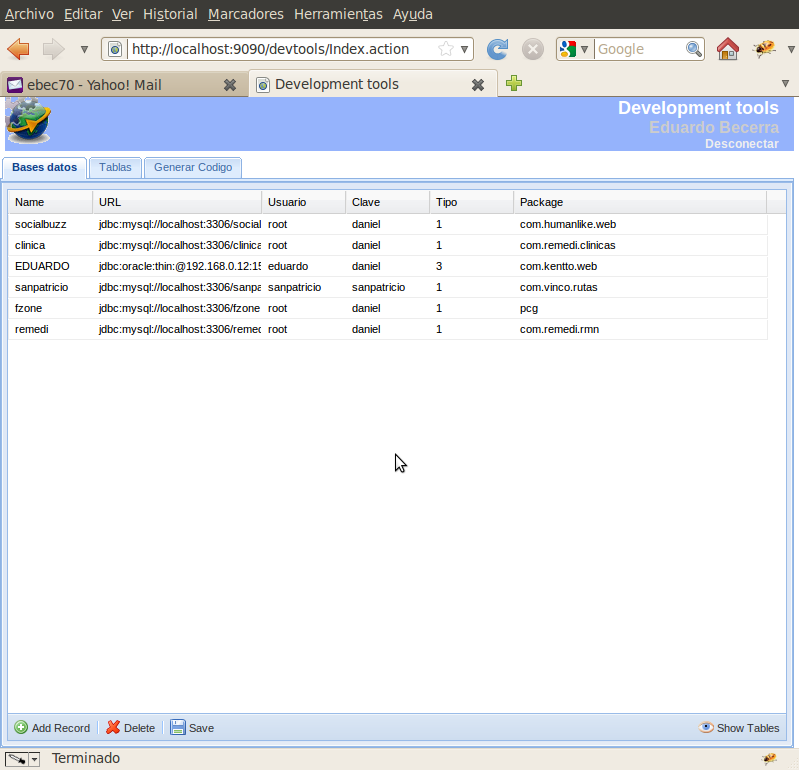 Archivo Editar Ver Historial Marcadores Herramientas Ayuda
http://localhost:9090/devtools/Index.action Google
ebec70 - Yahoo! Mail Development tools
Development tools
Eduardo Becerra
Desconectar
Bases datos Tablas Generar Codigo
Name URL Usuario Clave Tipo Package
socialbuzz jdbc:mysql://localhost:3306/social root daniel 1 com.humanlike.web
clinica jdbc:mysql://localhost:3306/clinica root daniel 1 com.remedi.clinicas
EDUARDO jdbc:oracle:thin:@192.168.0.12:15 eduardo daniel 3 com.kentto.web
sanpatricio jdbc:mysql://localhost:3306/sanpa sanpatricio sanpatricio 1 com.vinco.rutas
fzone jdbc:mysql://localhost:3306/fzone root daniel 1 pcg
remedi jdbc:mysql://localhost:3306/remed root daniel 1 com.remedi.rmn
Add Record Delete Save Show Tables
Terminado